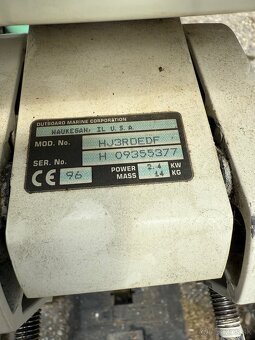 OUTBOARD MARINE CORPORATION
WAUKEGAN, IL U.S.A.
MOD. No. HJ3RDEDF
SER. No. H 09355377
CE 96 POWER 2.4 KW
MASS 14 KG